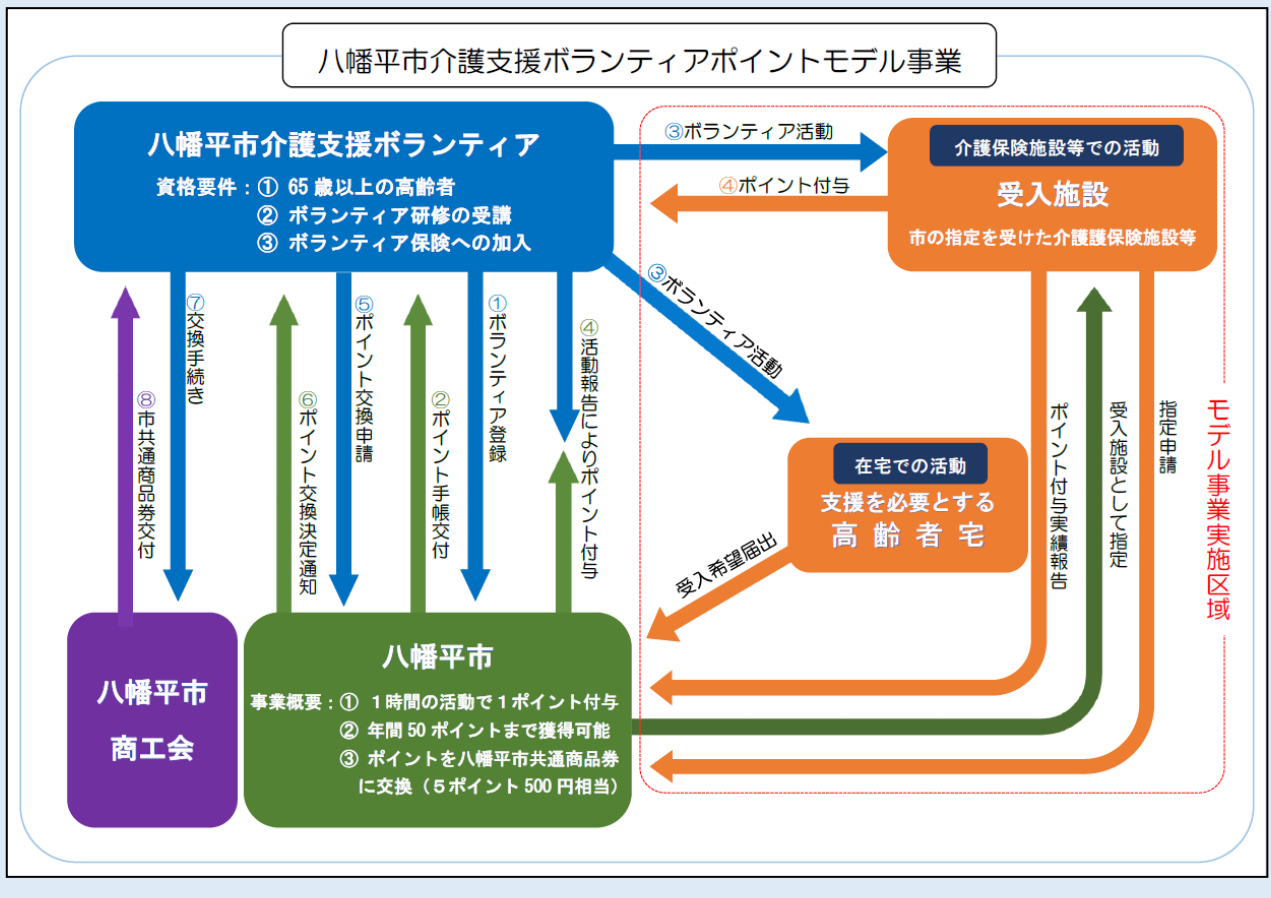 八幡平市介護支援ボランティアポイントモデル事業
八幡平市介護支援ボランティア
資格要件：① 65 歳以上の高齢者
② ボランティア研修の受講
③ ボランティア保険への加入
③ボランティア活動
④ポイント付与
介護保険施設等での活動
受入施設
市の指定を受けた介護護保険施設等
⑧市共通商品券交付
⑦交換手続き
⑥ポイント交換決定通知
⑤ポイント交換申請
②ポイント手帳交付
①ボランティア登録
④活動報告によりポイント付与
③ボランティア活動
在宅での活動
支援を必要とする
高齢者宅
受入希望届出
ポイント付与実績報告
受入施設として指定
指定申請
モデル事業実施区域
八幡平市
商工会
八幡平市
事業概要：① １時間の活動で１ポイント付与
② 年間 50 ポイントまで獲得可能
③ ポイントを八幡平市共通商品券
に交換（５ポイント 500 円相当）